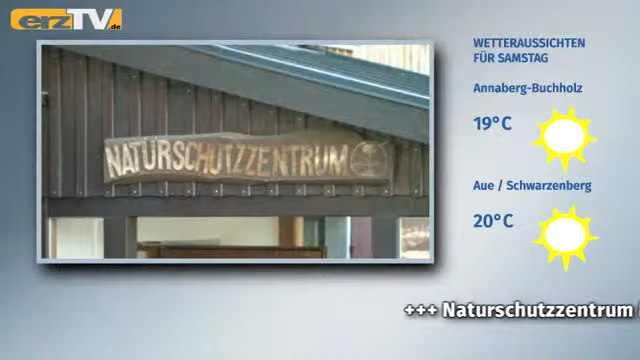 erzTV.de
NATURSCHUTZZENTRUM
WETTERAUSSICHTEN
FÜR SAMSTAG
Annaberg-Buchholz
19°C
Aue / Schwarzenberg
20°C
+++ Naturschutzzentrum